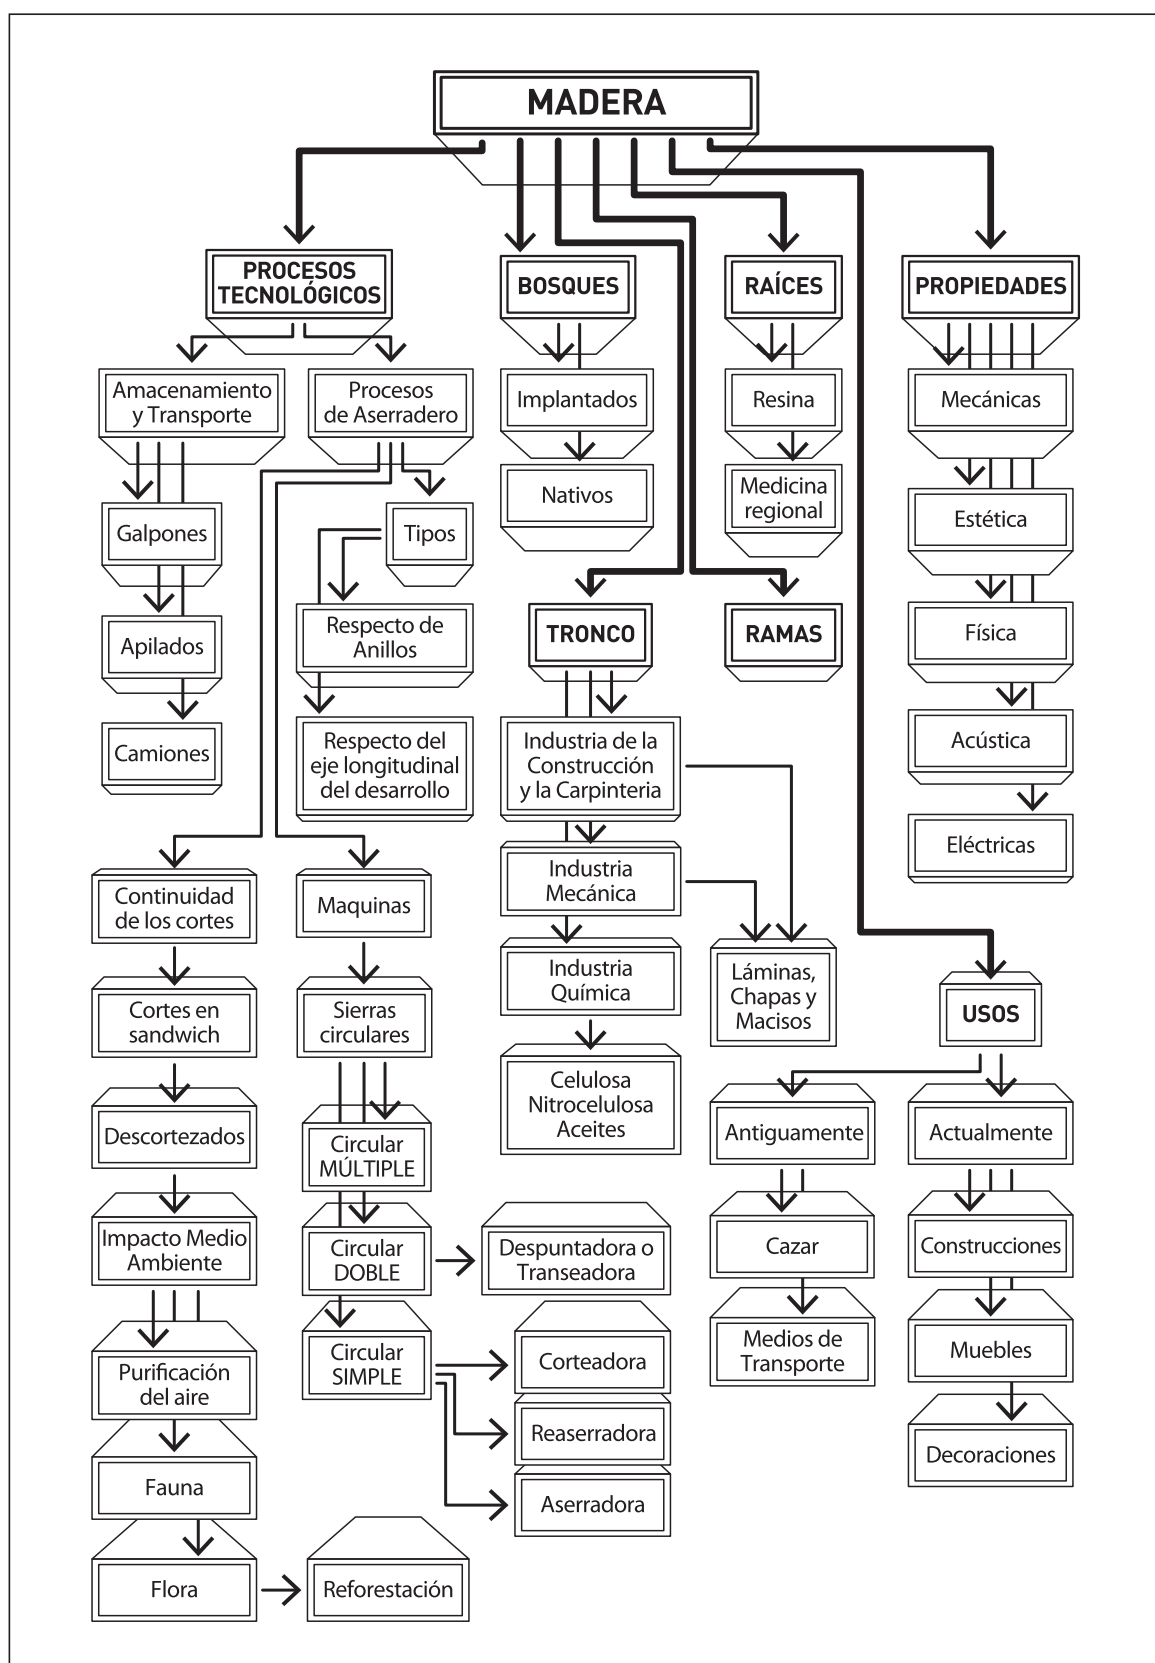 MADERA
PROCESOS
TECNOLÓGICOS
BOSQUES
RAÍCES
PROPIEDADES
Amacenamiento
y Transporte
Procesos
de Aserradero
Implantados
Resina
Mecánicas
Galpones
Tipos
Nativos
Medicina
regional
Estética
Apilados
Respecto de
Anillos
TRONCO
RAMAS
Física
Camiones
Respecto del
eje longitudinal
del desarrollo
Industria de la
Construcción
y la Carpinteria
Acústica
Eléctricas
Continuidad
de los cortes
Maquinas
Industria
Mecánica
Cortes en
sandwich
Sierras
circulares
Industria
Química
Láminas,
Chapas y
Macisos
USOS
Descortezados
Circular
MÚLTIPLE
Celulosa
Nitrocelulosa
Aceites
Antiguamente
Actualmente
Impacto Medio
Ambiente
Circular
DOBLE
Despuntadora o
Transeadora
Cazar
Construcciones
Purificación
del aire
Circular
SIMPLE
Corteadora
Medios de
Transporte
Muebles
Reaserradora
Decoraciones
Fauna
Aserradora
Flora
Reforestación